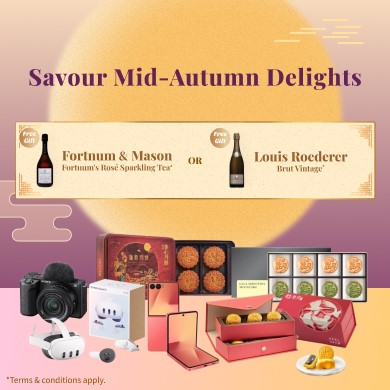 Savour Mid-Autumn Delights
Free
Gift
Fortnum & Mason
Fortnum's Rosé Sparkling Tea*
OR
Free
Gift
Louis Roederer
Brut Vintage*
*Terms & conditions apply.